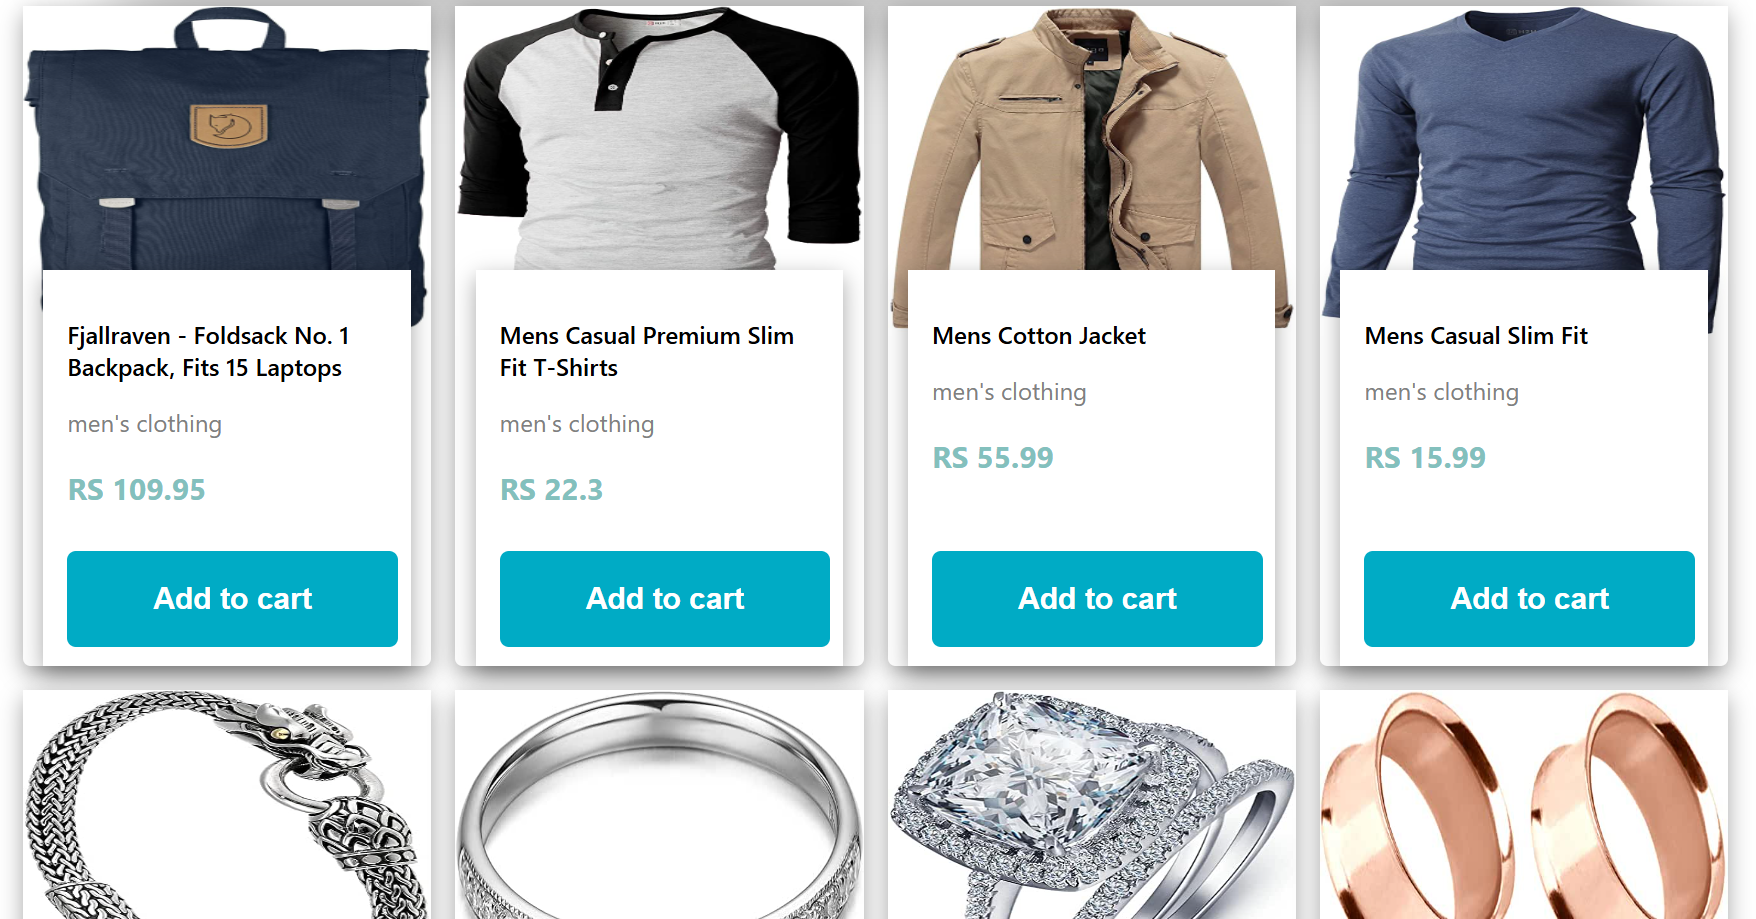 Fjallraven - Foldsack No. 1
Backpack, Fits 15 Laptops
men's clothing
RS 109.95
Add to cart
Mens Casual Premium Slim
Fit T-Shirts
men's clothing
RS 22.3
Add to cart
Mens Cotton Jacket
men's clothing
RS 55.99
Add to cart
Mens Casual Slim Fit
men's clothing
RS 15.99
Add to cart